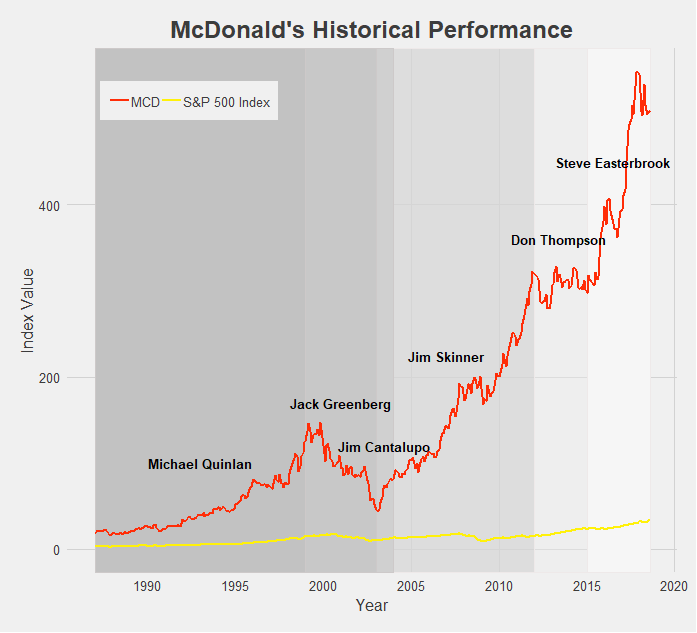 McDonald's Historical Performance
MCD S&P 500 Index
Steve Easterbrook
Don Thompson
Jim Skinner
Jack Greenberg
Jim Cantalupo
Michael Quinlan
Index Value
400
200
0
1990 1995 2000 2005 2010 2015 2020
Year